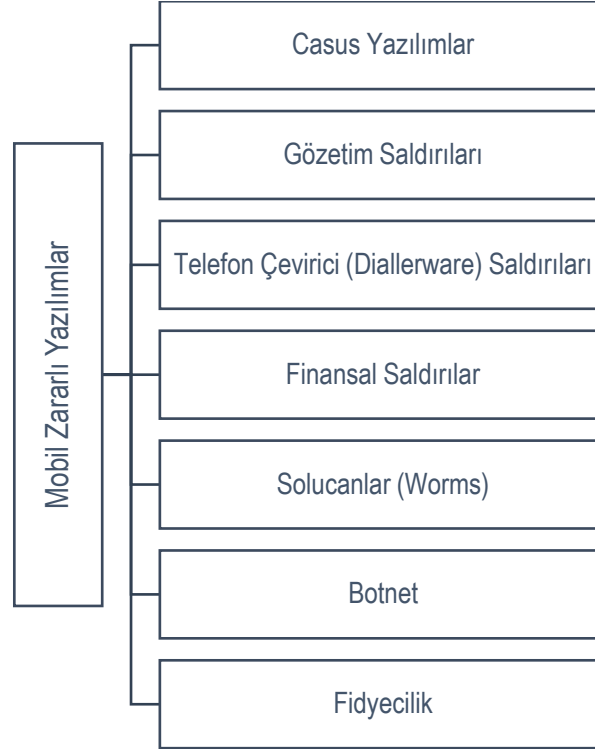 Mobil Zararlı Yazılımlar
Casus Yazılımlar
Gözetim Saldırıları
Telefon Çevirici (Diallerware) Saldırıları
Finansal Saldırılar
Solucanlar (Worms)
Botnet
Fidyecilik